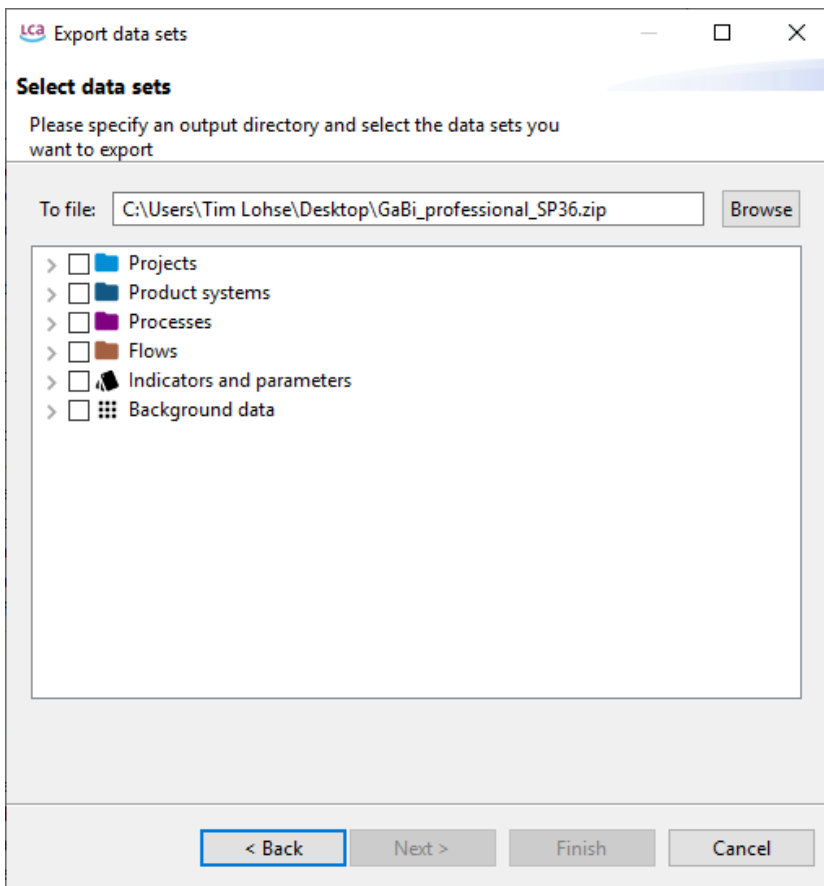 LCA Export data sets
Select data sets
Please specify an output directory and select the data sets you
want to export
To file: C:\Users\Tim Lohse\Desktop\GaBi_professional_SP36.zip Browse
Projects
Product systems
Processes
Flows
Indicators and parameters
Background data
< Back Next > Finish Cancel